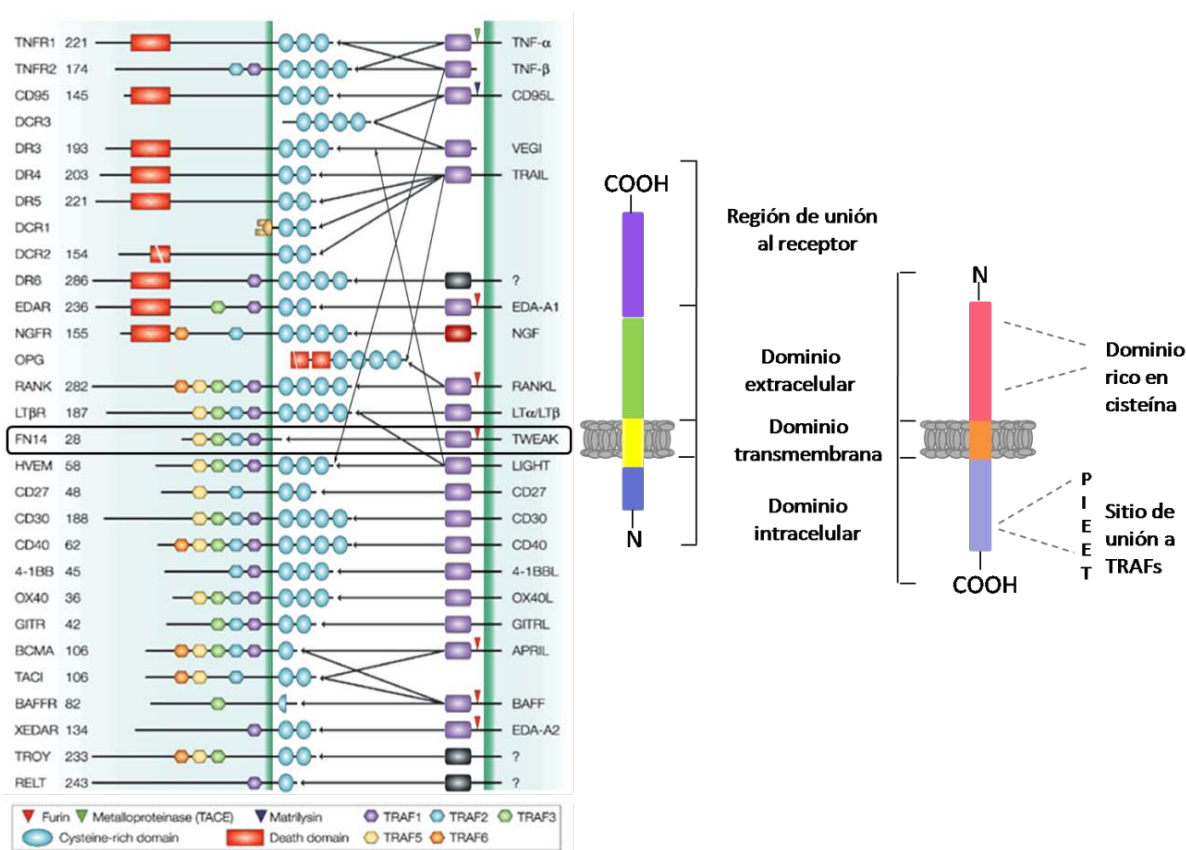 TNFR1 221 TNF-α
TNFR2 174 TNF-β
CD95 145 CD95L
DCR3
DR3 193 VEGI
DR4 203 TRAIL
DR5 221
DCR1
DCR2 154
DR6 286 ?
EDAR 236 EDA-A1
NGFR 155 NGF
OPG
RANK 282 RANKL
LTβR 187 LTα/LTβ
FN14 28 TWEAK
HVEM 58 LIGHT
CD27 48 CD27
CD30 188 CD30
CD40 62 CD40
4-1BB 45 4-1BBL
OX40 36 OX40L
GITR 42 GITRL
BCMA 106 APRIL
TACI 106
BAFFR 82 BAFF
XEDAR 134 EDA-A2
TROY 233 ?
RELT 243 ?
Furin Metalloproteinase (TACE) Matrilysin TRAF1 TRAF2 TRAF3
Cysteine-rich domain Death domain TRAF5 TRAF6
COOH
N
Región de unión
al receptor
Dominio
extracelular
Dominio
transmembrana
Dominio
intracelular
N
COOH
Dominio
rico en
cisteína
P
I
E
E
T
Sitio de
unión a
TRAFs